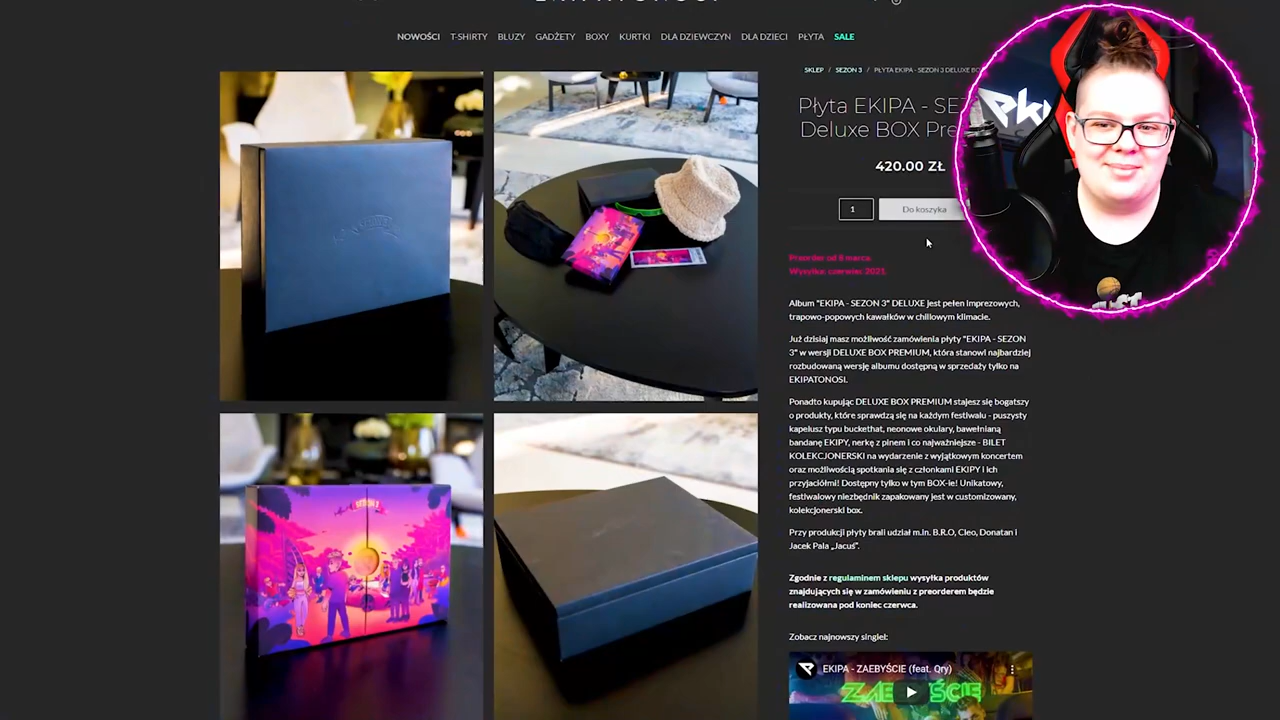 NOWOŚCI T-SHIRTY BLUZY GADŻETY BOXY KURTKI DLA DZIEWCZYN DLA DZIECI PŁYTA SALE
SKLEP / SEZON 3 / PŁYTA EKIPA - SEZON 3 DELUXE
Płyta EKIPA -
Deluxe BOX
420.00 ZŁ
1
Do koszyka
Preorder od 8 marca
Wysyłka: czerwiec 2021
Album "EKIPA - SEZON 3" DELUXE jest pełen imprezowych,
trapowo-popowych kawałków w chillowym klimacie.
Już dzisiaj masz możliwość zamówienia płyty "EKIPA - SEZON
3" w wersji DELUXE BOX PREMIUM, która stanowi najbardziej
rozbudowaną wersję albumu dostępną w sprzedaży tylko na
EKIPATONOSI.
Ponadto kupując DELUXE BOX PREMIUM stajesz się bogatszy
o produkty, które sprawdzą się na każdym festiwalu - puszysty
kapelusz typu buckethat, neonowe okulary, bawełnianą
bandanę EKIPY, nerkę z pinem i co najważniejsze - BILET
KOLEKCJONERSKI na wydarzenie z wyjątkowym koncertem
oraz możliwością spotkania się z członkami EKIPY i ich
przyjaciółmi! Dostępny tylko w tym BOX-ie! Unikatowy,
festiwalowy niezbędnik zapakowany jest w customizowany,
kolekcjonerski box.
Przy produkcji płyty brali udział m.in. B.R.O, Cleo, Donatan i
Jacek Pala „Jacuś”.
Zgodnie z regulaminem sklepu wysyłka produktów
znajdujących się w zamówieniu z preorderem będzie
realizowana pod koniec czerwca.
Zobacz najnowszy singiel:
EKIPA - ZAEBYŚCIE (feat. Qry)